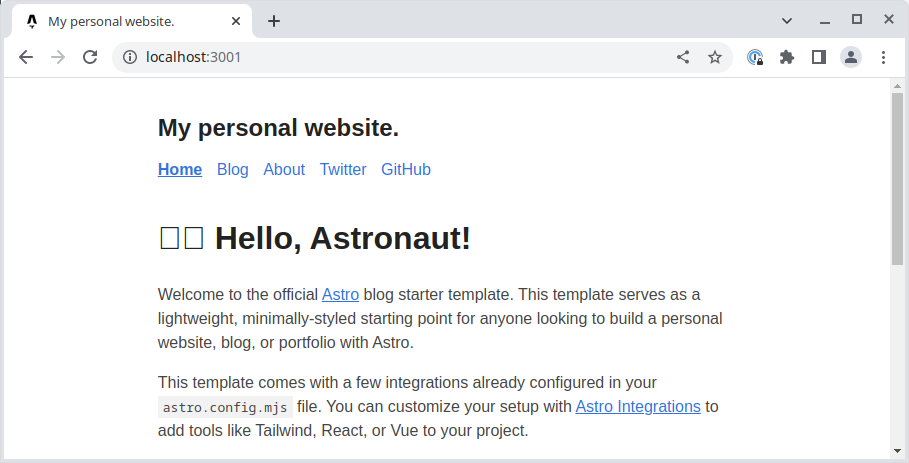 My personal website.
localhost:3001
My personal website.
Home Blog About Twitter GitHub
Hello, Astronaut!
Welcome to the official Astro blog starter template. This template serves as a
lightweight, minimally-styled starting point for anyone looking to build a personal
website, blog, or portfolio with Astro.
This template comes with a few integrations already configured in your
astro.config.mjs file. You can customize your setup with Astro Integrations to
add tools like Tailwind, React, or Vue to your project.